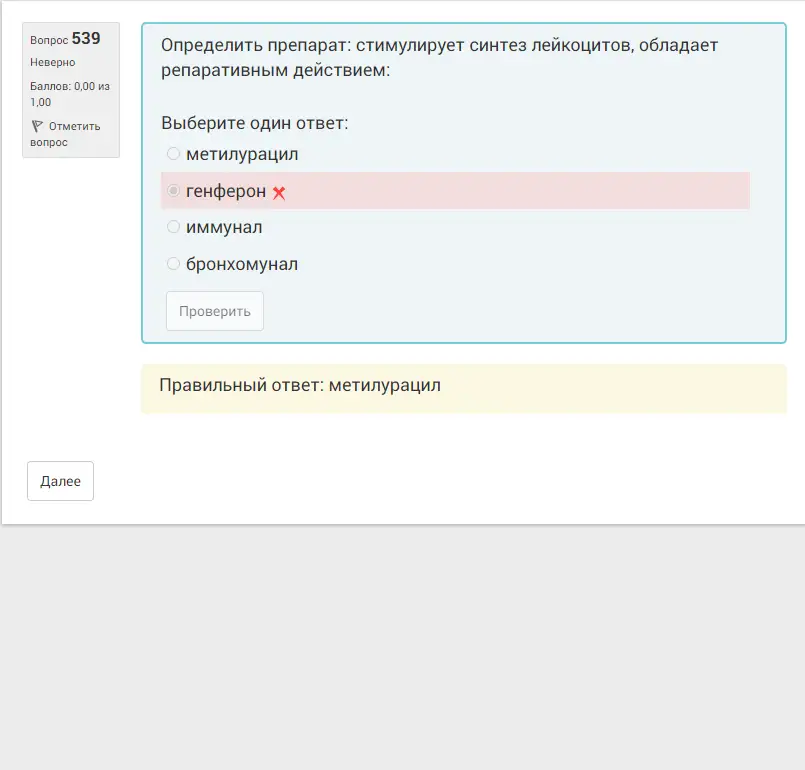 Вопрос 539
Неверно
Баллов: 0,00 из
1,00
Отметить
вопрос
Определить препарат: стимулирует синтез лейкоцитов, обладает
репаративным действием:
Выберите один ответ:
метилурацил
генферон
иммунал
бронхомунал
Проверить
Правильный ответ: метилурацил
Далее